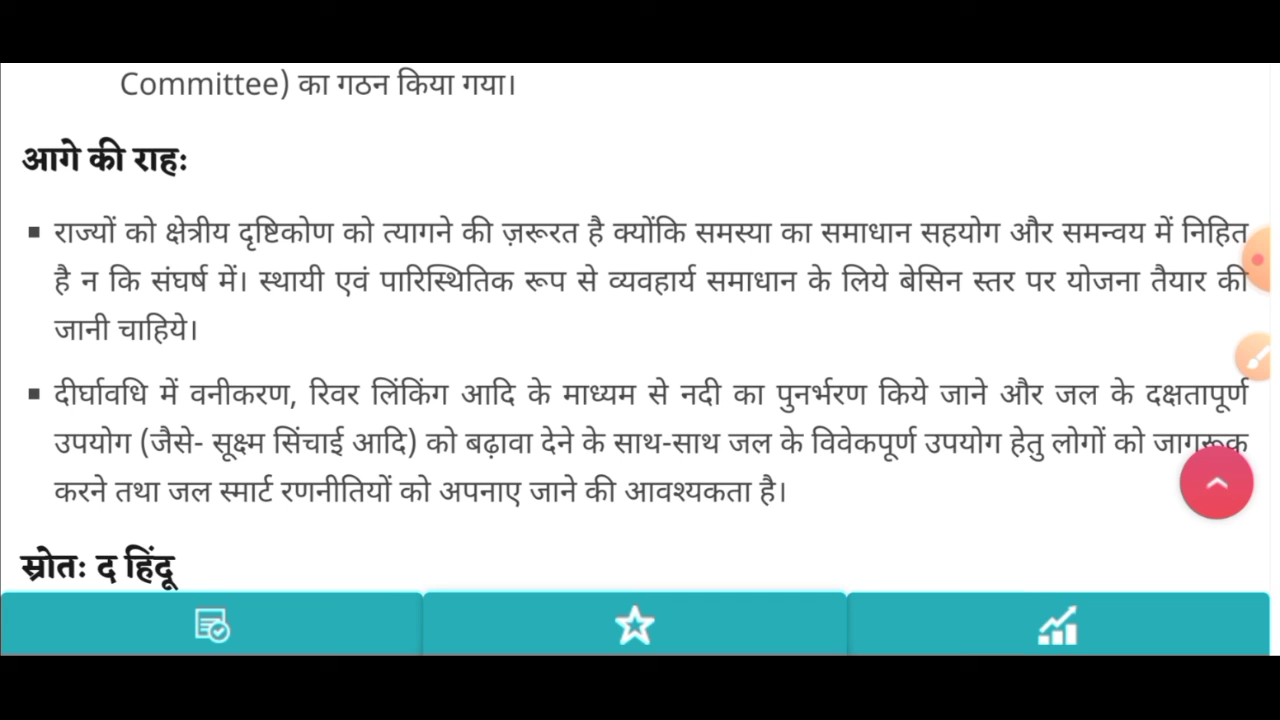 Committee) का गठन किया गया।
आगे की राह:
▪ राज्यों को क्षेत्रीय दृष्टिकोण को त्यागने की ज़रूरत है क्योंकि समस्या का समाधान सहयोग और समन्वय में निहित
है न कि संघर्ष में। स्थायी एवं पारिस्थितिक रूप से व्यवहार्य समाधान के लिये बेसिन स्तर पर योजना तैयार की
जानी चाहिये।
▪ दीर्घावधि में वनीकरण, रिवर लिंकिंग आदि के माध्यम से नदी का पुनर्भरण किये जाने और जल के दक्षतापूर्ण
उपयोग (जैसे- सूक्ष्म सिंचाई आदि) को बढ़ावा देने के साथ-साथ जल के विवेकपूर्ण उपयोग हेतु लोगों को जागरूक
करने तथा जल स्मार्ट रणनीतियों को अपनाए जाने की आवश्यकता है।
स्रोत: द हिंदू